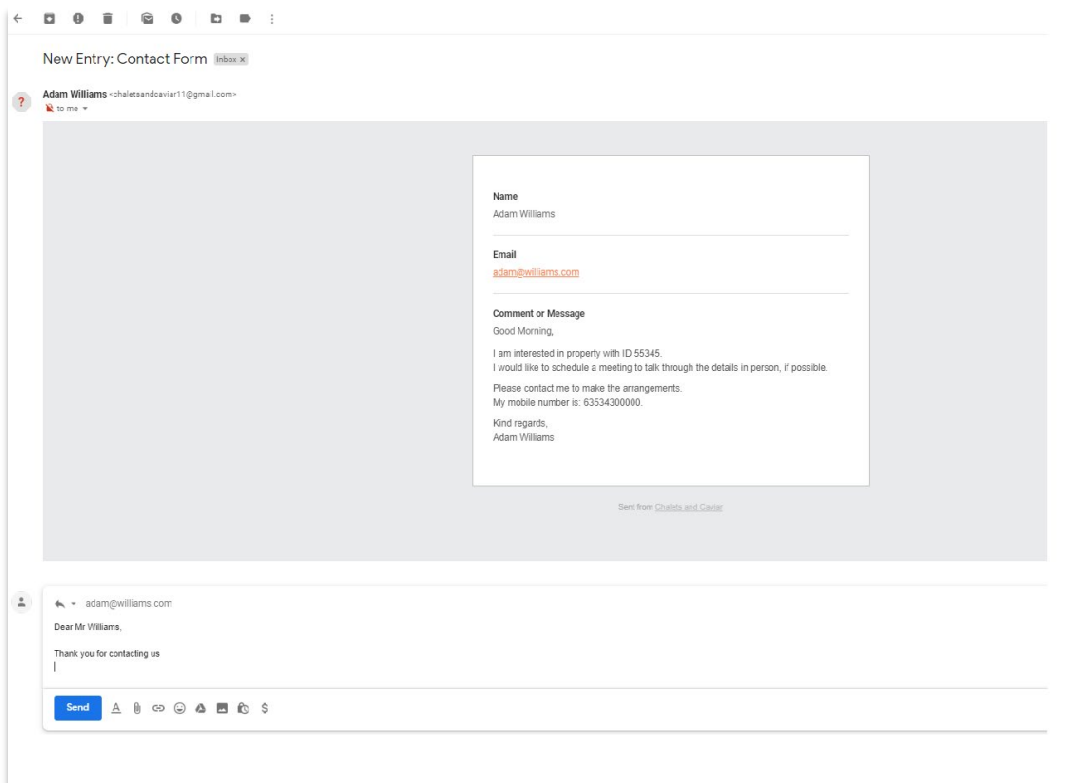 New Entry: Contact Form Inbox x
Adam Williams <chaletsandcaviar11@gmail.com>
to me
Name
Adam Williams
Email
adam@williams.com
Comment or Message
Good Morning,
I am interested in property with ID 55345.
I would like to schedule a meeting to talk through the details in person, if possible.
Please contact me to make the arrangements.
My mobile number is: 63534300000.
Kind regards,
Adam Williams
Sent from Chalets and Caviar
adam@williams.com
Dear Mr Williams,
Thank you for contacting us
Send